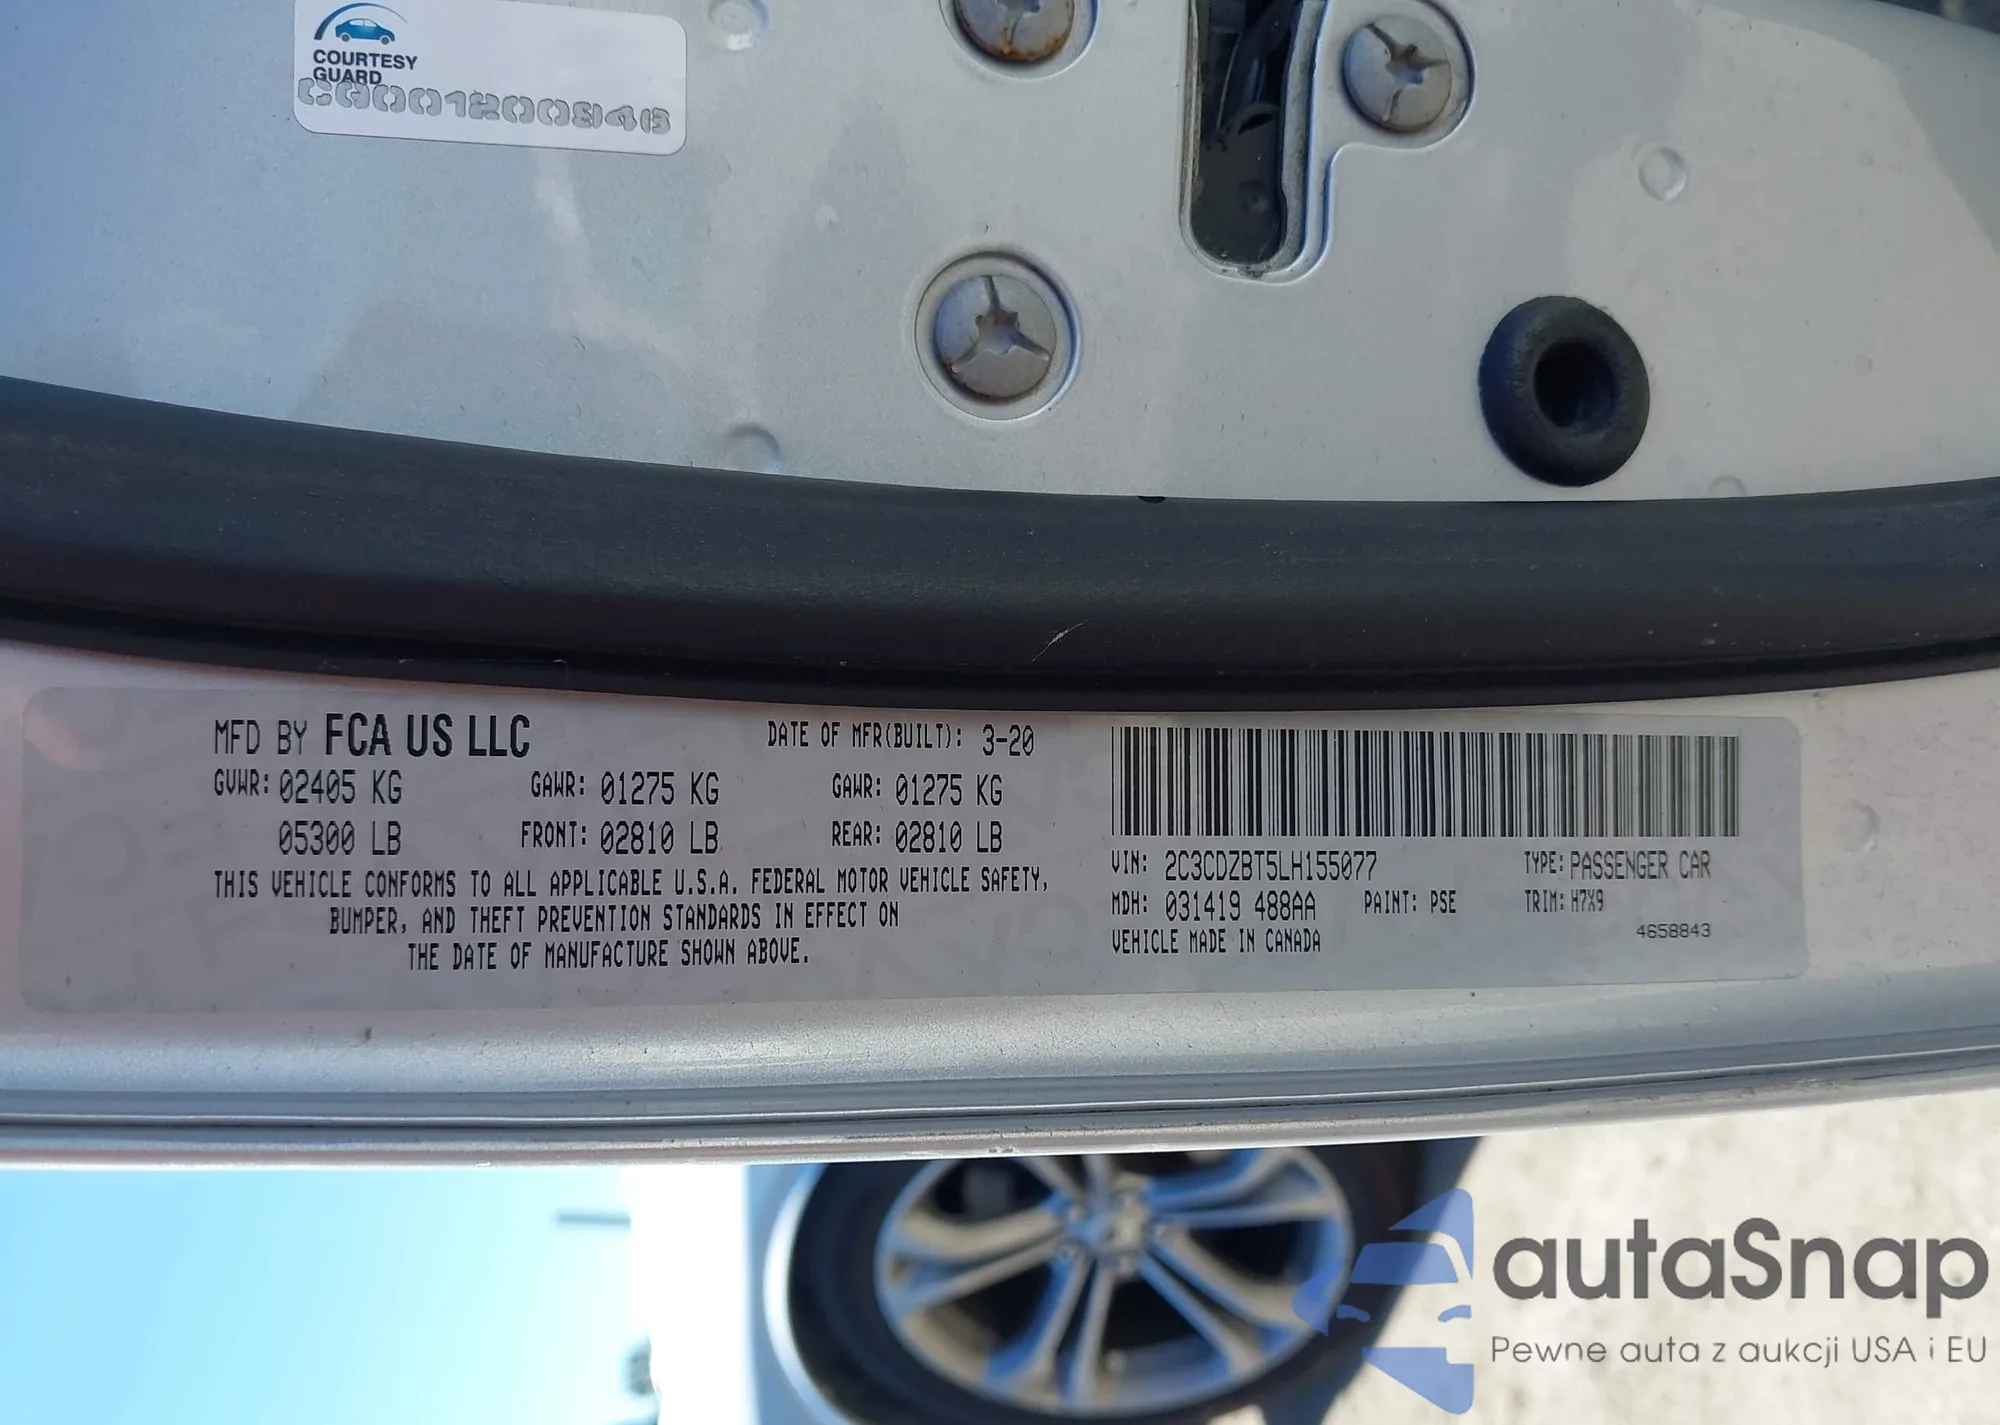 COURTESY
GUARD
MFD BY FCA US LLC
DATE OF MFR(BUILT): 3-20
GVWR: 02405 KG
GAWR: 01275 KG
GAWR: 01275 KG
05300 LB
FRONT: 02810 LB
REAR: 02810 LB
THIS VEHICLE CONFORMS TO ALL APPLICABLE U.S.A. FEDERAL MOTOR VEHICLE SAFETY,
BUMPER, AND THEFT PREVENTION STANDARDS IN EFFECT ON
THE DATE OF MANUFACTURE SHOWN ABOVE.
VIN: 2C3CDZBT5LH155077
TYPE: PASSENGER CAR
MDH: 031419 488AA
PAINT: PSE
TRIM: H7X9
VEHICLE MADE IN CANADA
4658843
autaSnap
Pewne auta z aukcji USA i EU